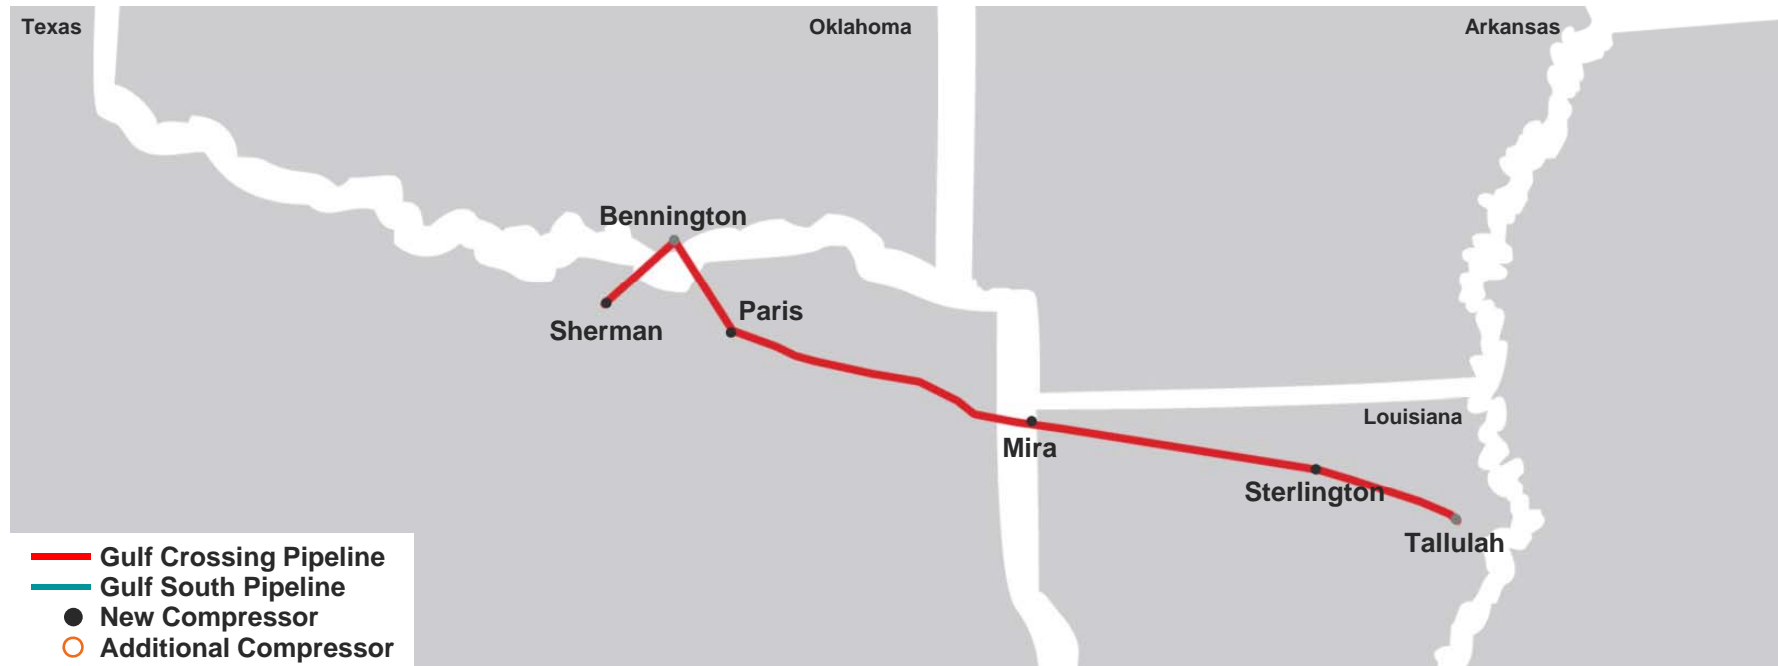 Texas
Oklahoma
Arkansas
Bennington
Paris
Sherman
Louisiana
Mira
Sterlington
Tallulah
Gulf Crossing Pipeline
Gulf South Pipeline
New Compressor
Additional Compressor